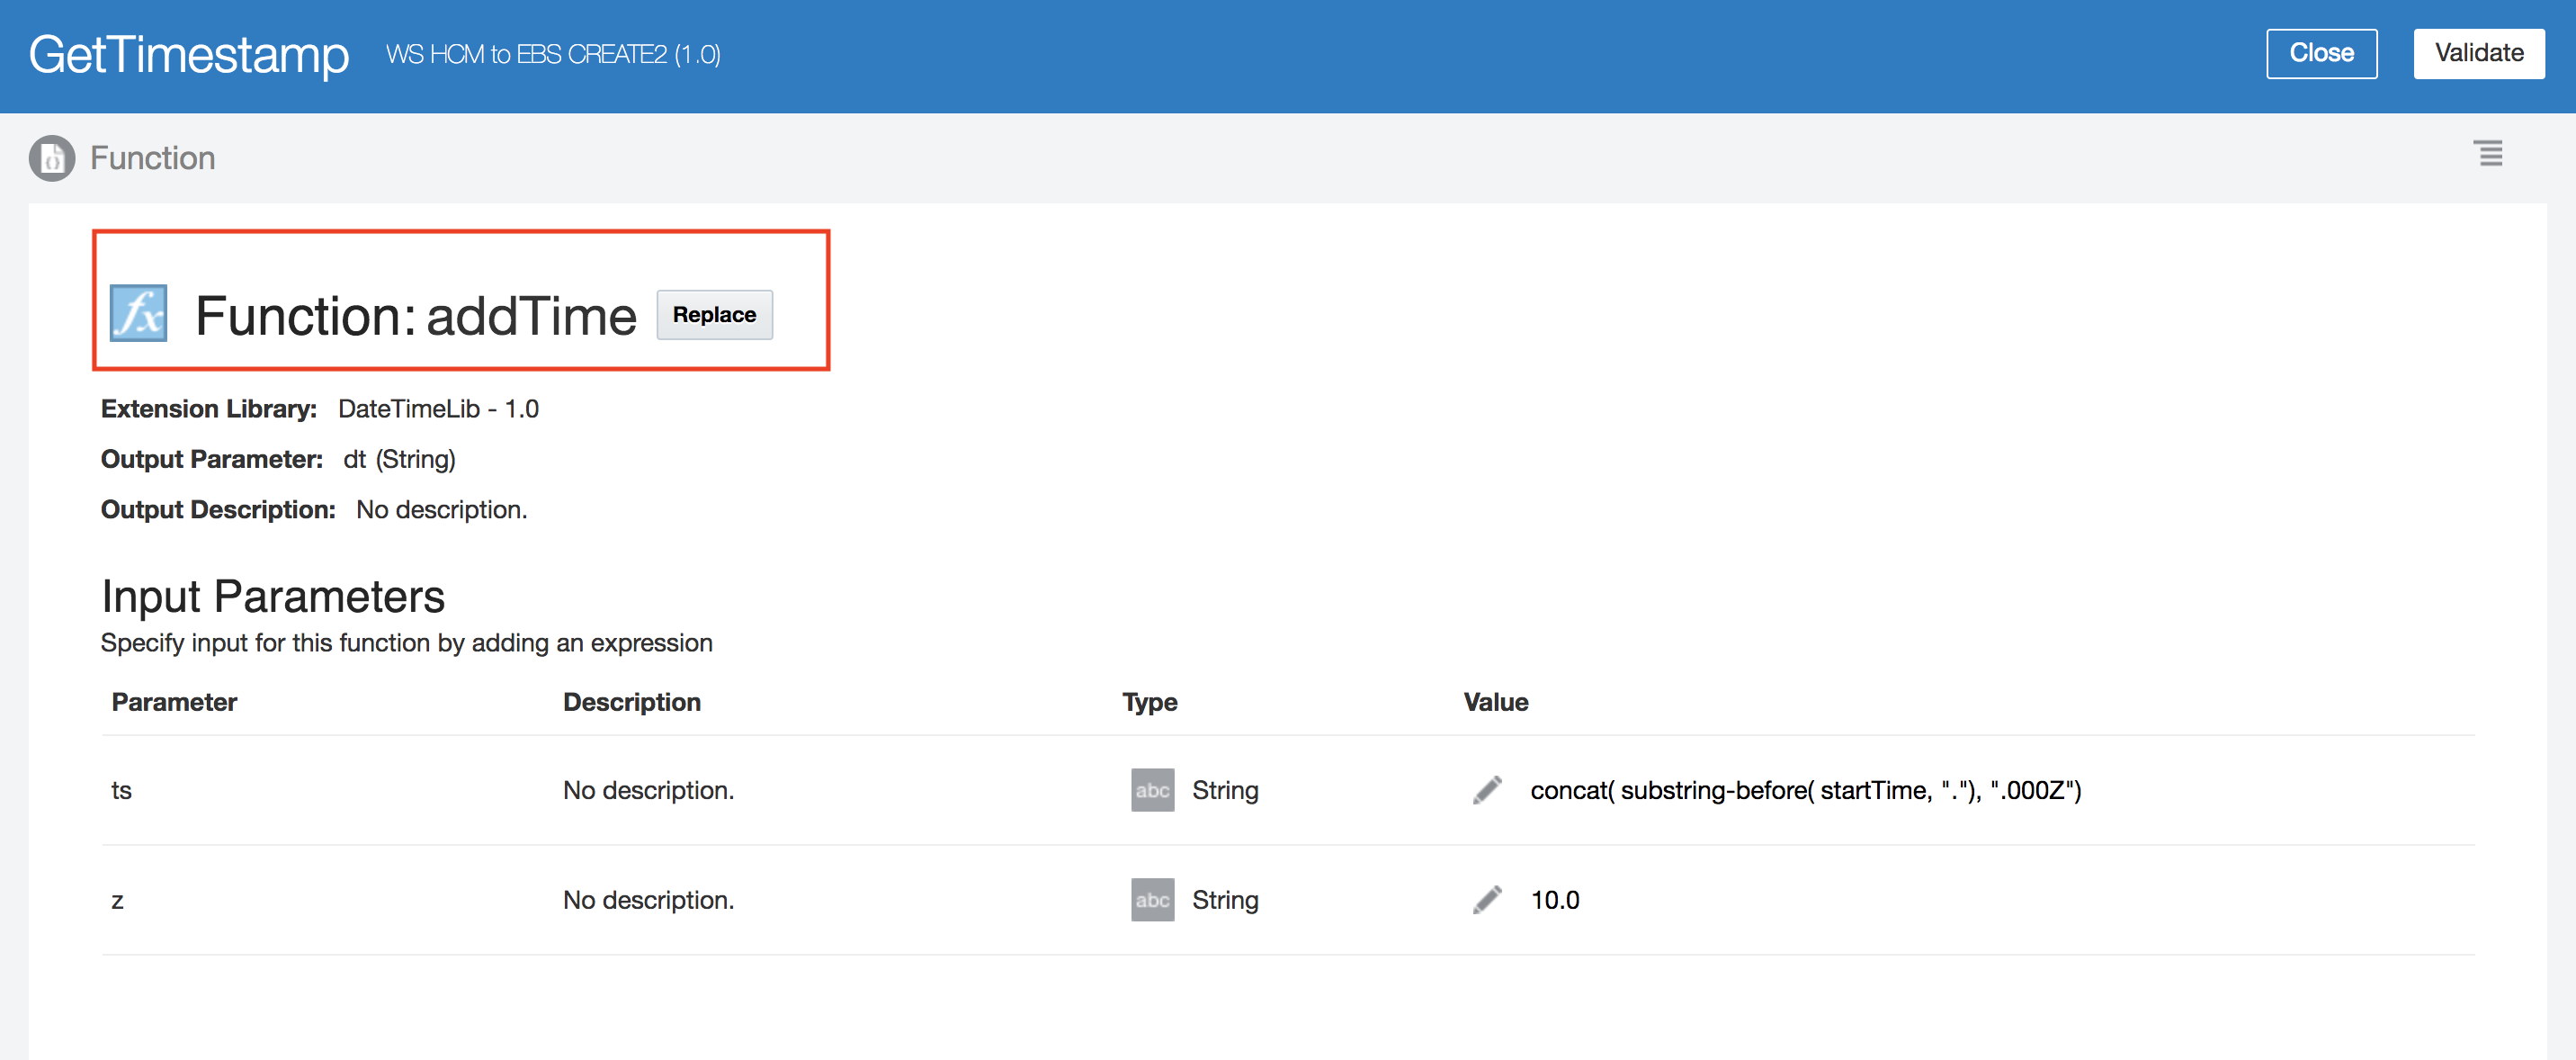 GetTimestamp WS HCM to EBS CREATE2 (1.0) Close Validate
Function
fx Function: addTime Replace
Extension Library: DateTimeLib - 1.0
Output Parameter: dt (String)
Output Description: No description.
Input Parameters
Specify input for this function by adding an expression
Parameter Description Type Value
ts No description. abc String concat( substring-before( startTime, "."), ".000Z")
z No description. abc String 10.0